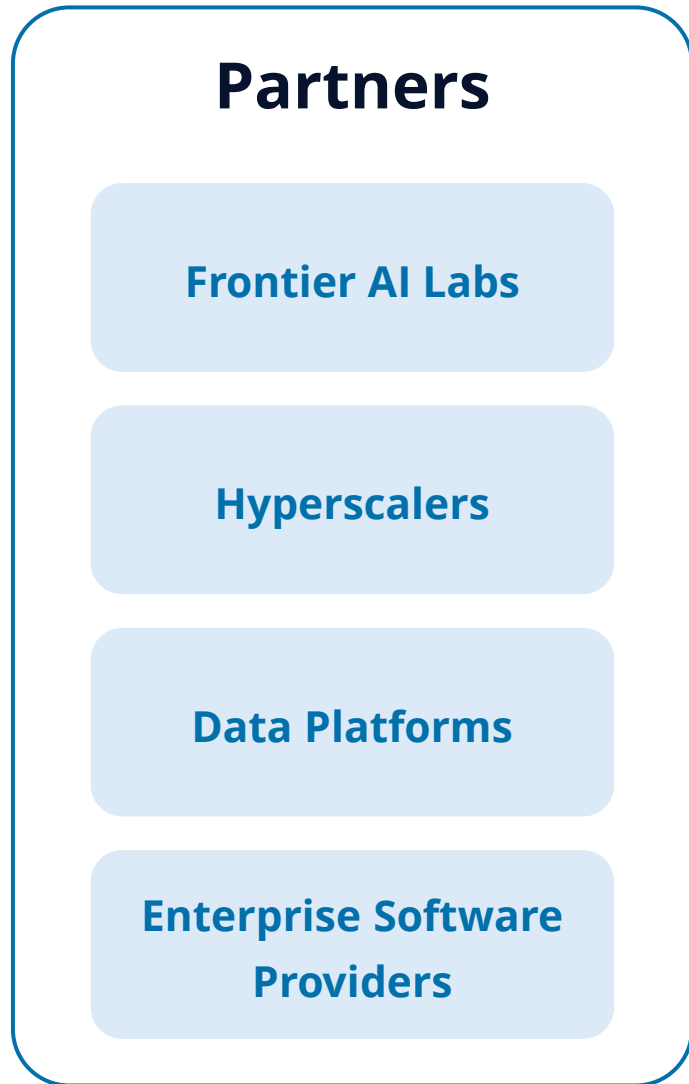 Partners
Frontier AI Labs
Hyperscalers
Data Platforms
Enterprise Software
Providers